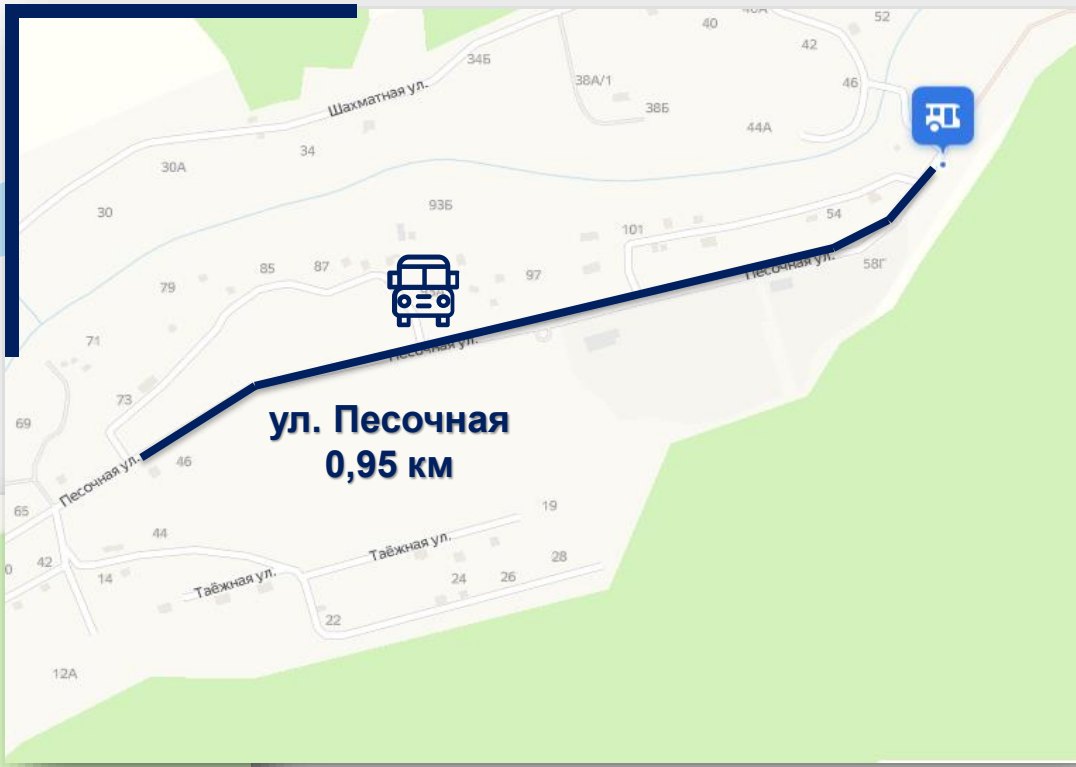 40
52
42
34Б
46
38А/1
38Б
Шахматная ул.
44А
34
30А
30
93Б
54
101
58Г
85
87
97
Песочная ул.
79
71
Песочная ул.
73
69
ул. Песочная
0,95 км
46
Песочная ул.
65
19
44
Таёжная ул.
28
42
14
24
26
Таёжная ул.
22
12А